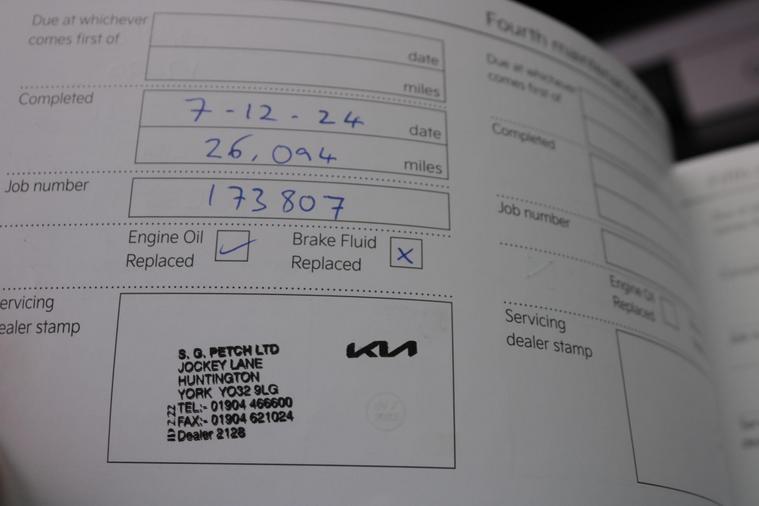 Due at whichever
comes first of
date
miles
Completed
7-12-24
date
26,094
miles
Job number
173807
Engine Oil
Replaced
Brake Fluid
Replaced
ervicing
ealer stamp
S. G. PETCH LTD
JOCKEY LANE
HUNTINGTON
YORK YO32 9LG
TEL:- 01904 466600
FAX:- 01904 621024
Dealer 2128
KIA
Fourth
Due at whichever
comes first of
Completed
Job number
Engine Oil
Replaced
Servicing
dealer stamp